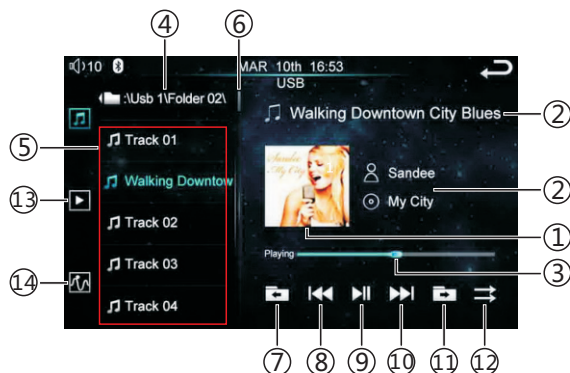 ④ ⑥
10 MAR 10th 16:53
USB
:\Usb 1\Folder 02\
Walking Downtown City Blues ②
⑤ Track 01
Walking Downtow
Sandee
My City
Sandee ②
My City
⑬
Track 02
①
Playing
③
Track 03
⑭
Track 04
⑦ ⑧ ⑨ ⑩ ⑪ ⑫